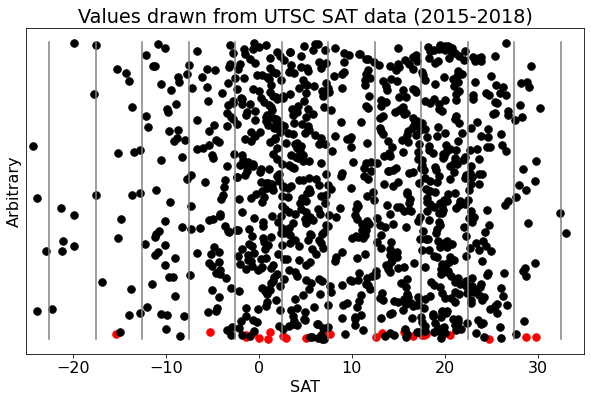 Values drawn from UTSC SAT data (2015-2018)
Arbitrary
−20 −10 0 10 20 30
SAT